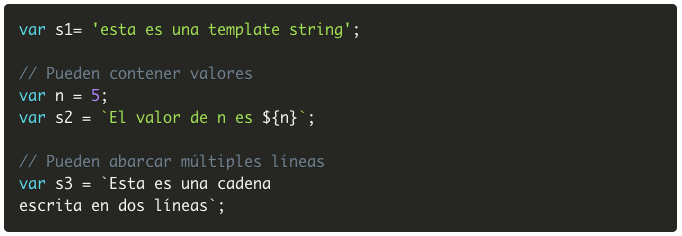 var s1= 'esta es una template string';
// Pueden contener valores
var n = 5;
var s2 = `El valor de n es ${n}`;
// Pueden abarcar múltiples líneas
var s3 = `Esta es una cadena
escrita en dos líneas`;